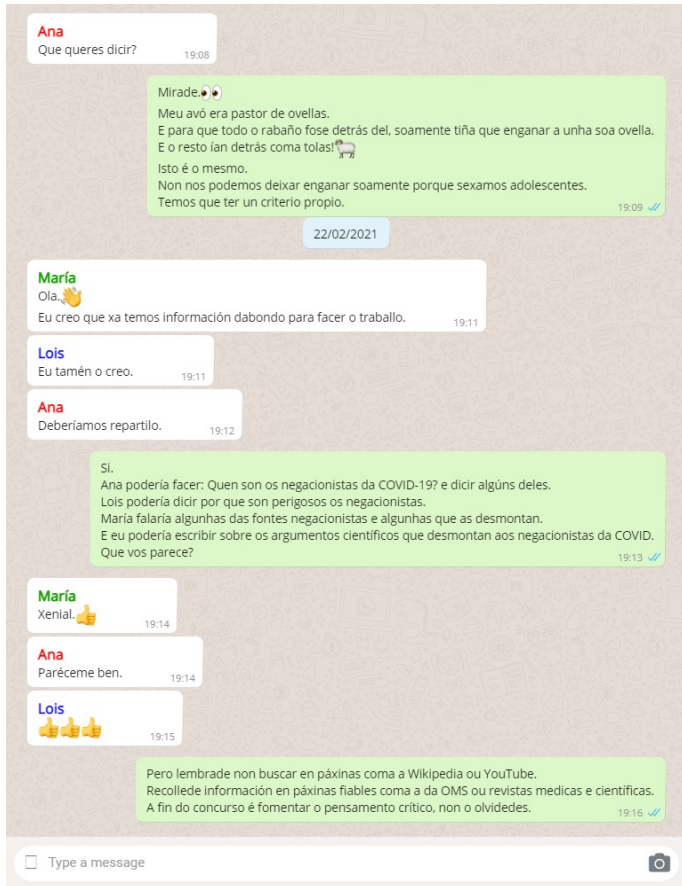 Ana
Que queres dicir?
19:08
Mirade.👀
Meu avó era pastor de ovellas.
E para que todo o rabaño fose detrás del, soamente tiña que enganar a unha soa ovella.
E o resto ían detrás coma tolas!🐑
Isto é o mesmo.
Non nos podemos deixar enganar soamente porque sexamos adolescentes.
Temos que ter un criterio propio.
19:09
22/02/2021
María
Ola.👋
Eu creo que xa temos información dabondo para facer o traballo.
19:11
Lois
Eu tamén o creo.
19:11
Ana
Deberíamos repartilo.
19:12
Si.
Ana podería facer: Quen son os negacionistas da COVID-19? e dicir algúns deles.
Lois podería dicir por que son perigosos os negacionistas.
María falaría algunhas das fontes negacionistas e algunhas que as desmontan.
E eu podería escribir sobre os argumentos científicos que desmontan aos negacionistas da COVID.
Que vos parece?
19:13
María
Xenial.👍
19:14
Ana
Paréceme ben.
19:14
Lois
👍👍👍
19:15
Pero lembrade non buscar en páxinas coma a Wikipedia ou YouTube.
Recollede información en páxinas fiables coma a da OMS ou revistas medicas e científicas.
A fin do concurso é fomentar o pensamento crítico, non o olvidedes.
19:16
Type a message